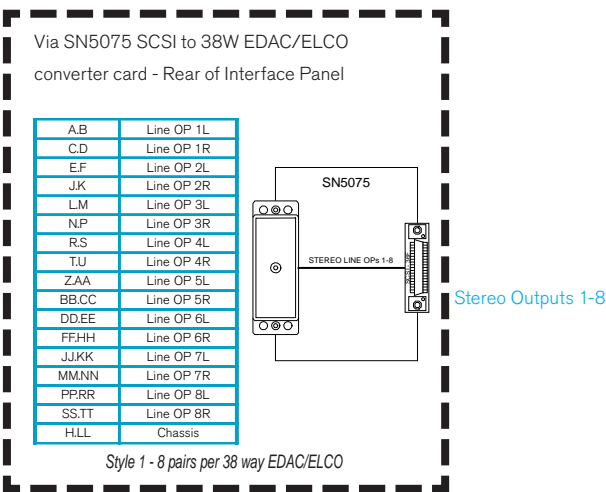 Via SN5075 SCSI to 38W EDAC/ELCO
converter card - Rear of Interface Panel
A.B Line OP 1L
C.D Line OP 1R
E.F Line OP 2L
J.K Line OP 2R
L.M Line OP 3L
N.P Line OP 3R
R.S Line OP 4L
T.U Line OP 4R
Z.AA Line OP 5L
BB.CC Line OP 5R
DD.EE Line OP 6L
FF.HH Line OP 6R
JJ.KK Line OP 7L
MM.NN Line OP 7R
PP.RR Line OP 8L
SS.TT Line OP 8R
H.LL Chassis
SN5075
STEREO LINE OPs 1-8
Stereo Outputs 1-8
Style 1 - 8 pairs per 38 way EDAC/ELCO